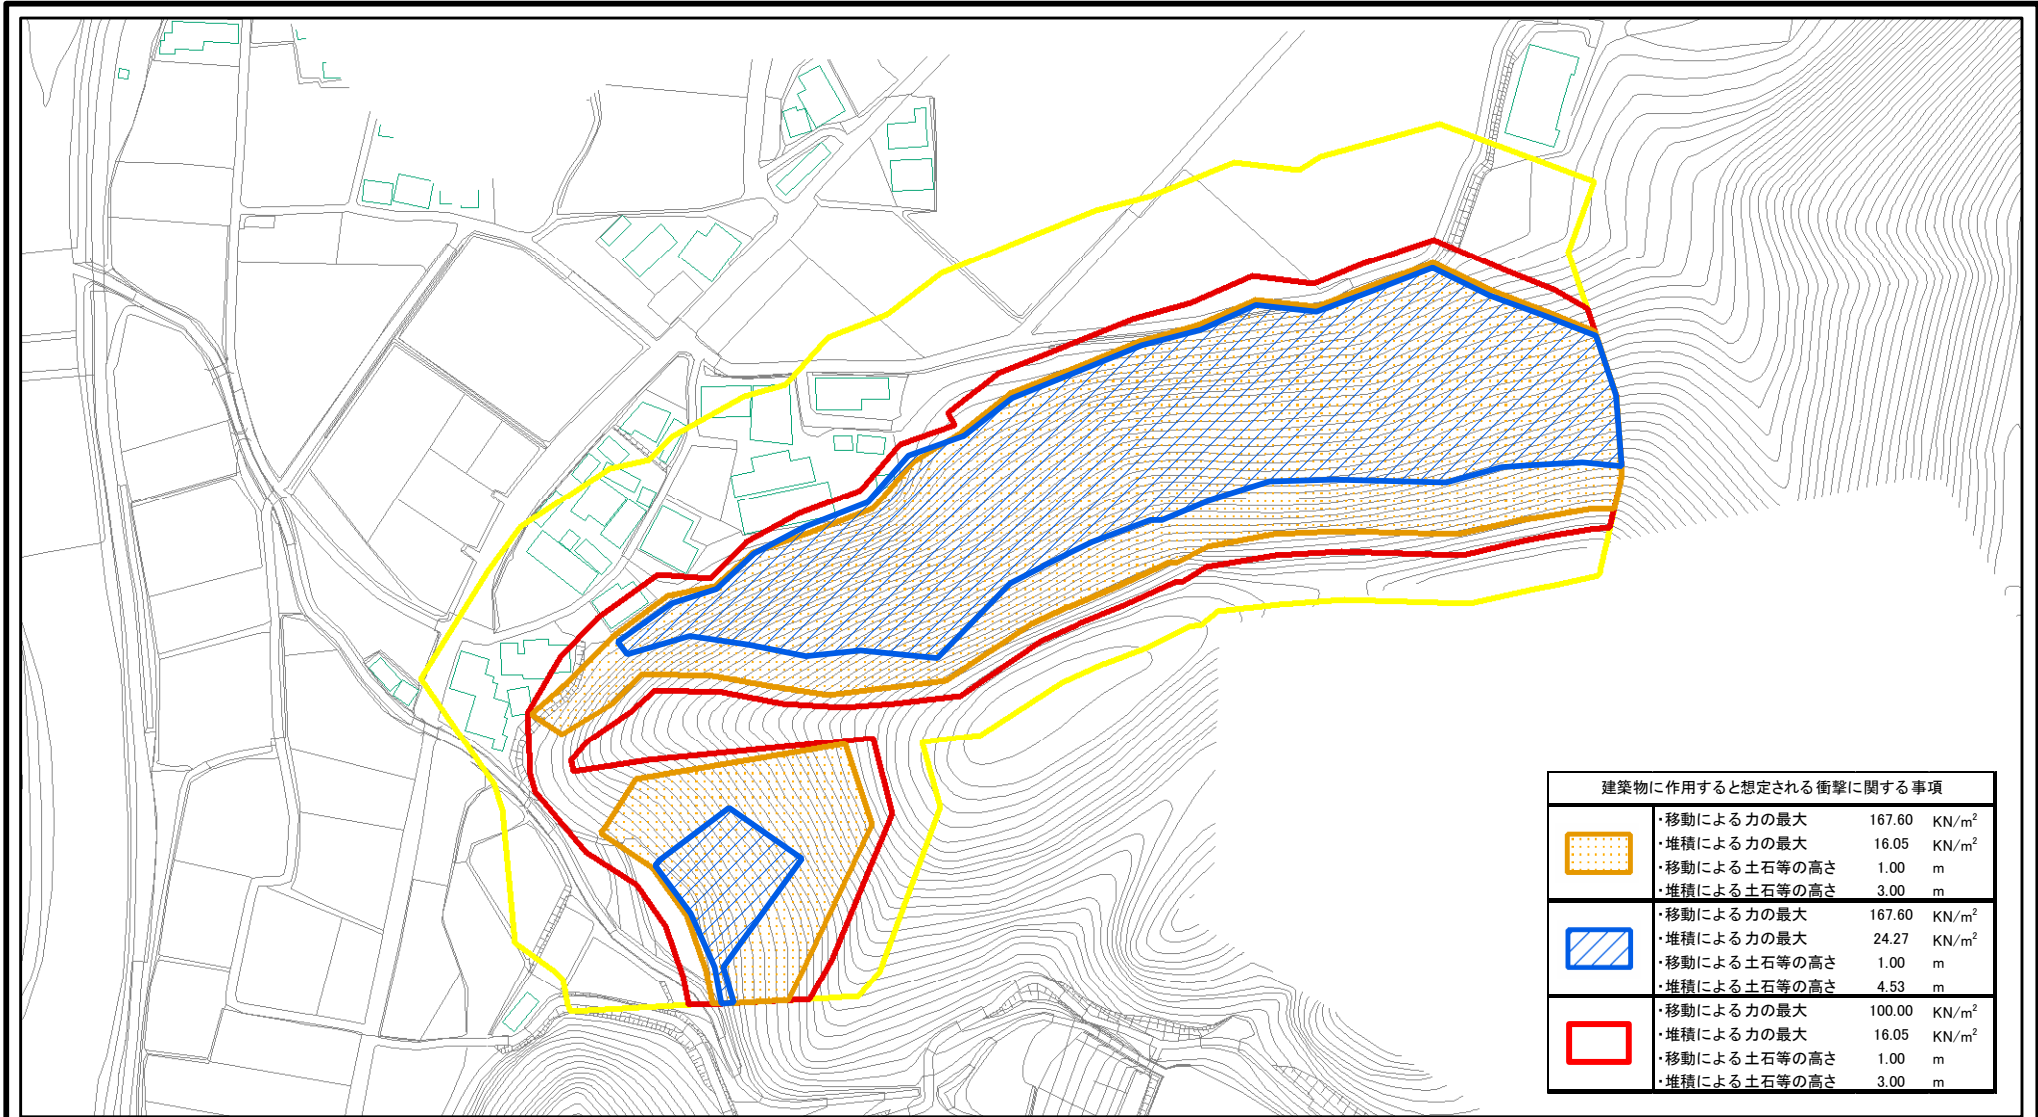 建築物に作用すると想定される衝撃に関する事項
・移動による力の最大 167.60 KN/m²
・堆積による力の最大 16.05 KN/m²
・移動による土石等の高さ 1.00 m
・堆積による土石等の高さ 3.00 m
・移動による力の最大 167.60 KN/m²
・堆積による力の最大 24.27 KN/m²
・移動による土石等の高さ 1.00 m
・堆積による土石等の高さ 4.53 m
・移動による力の最大 100.00 KN/m²
・堆積による力の最大 16.05 KN/m²
・移動による土石等の高さ 1.00 m
・堆積による土石等の高さ 3.00 m